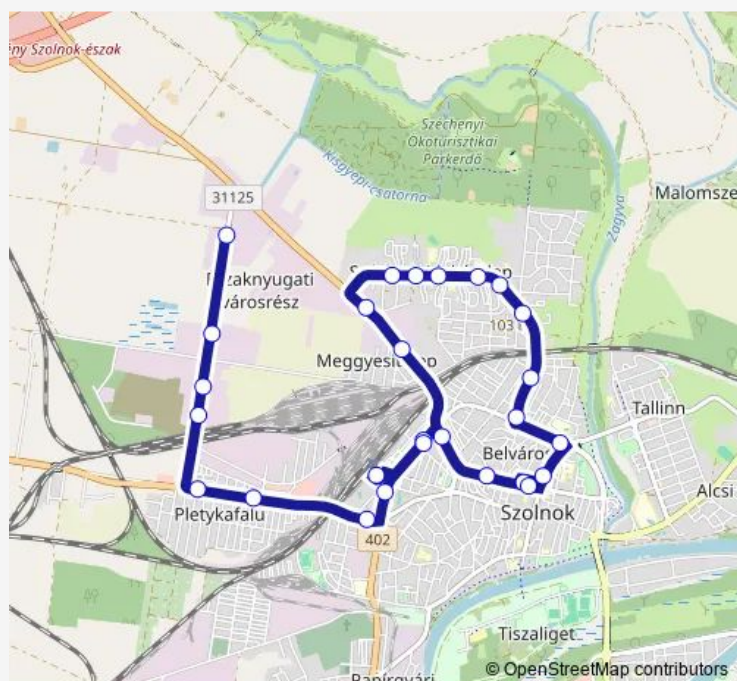 ény Szolnok-észak
Széchenyi
Ökoturisztikai
Parkerdő
Kisgyepi-csatorna
Zagyva
Malomsze
31125
városrész
103
Tallinn
Belváros
Alcsi
Pletykafalu
Szolnok
402
Tiszaliget
Papírgyári
© OpenStreetMap contributors